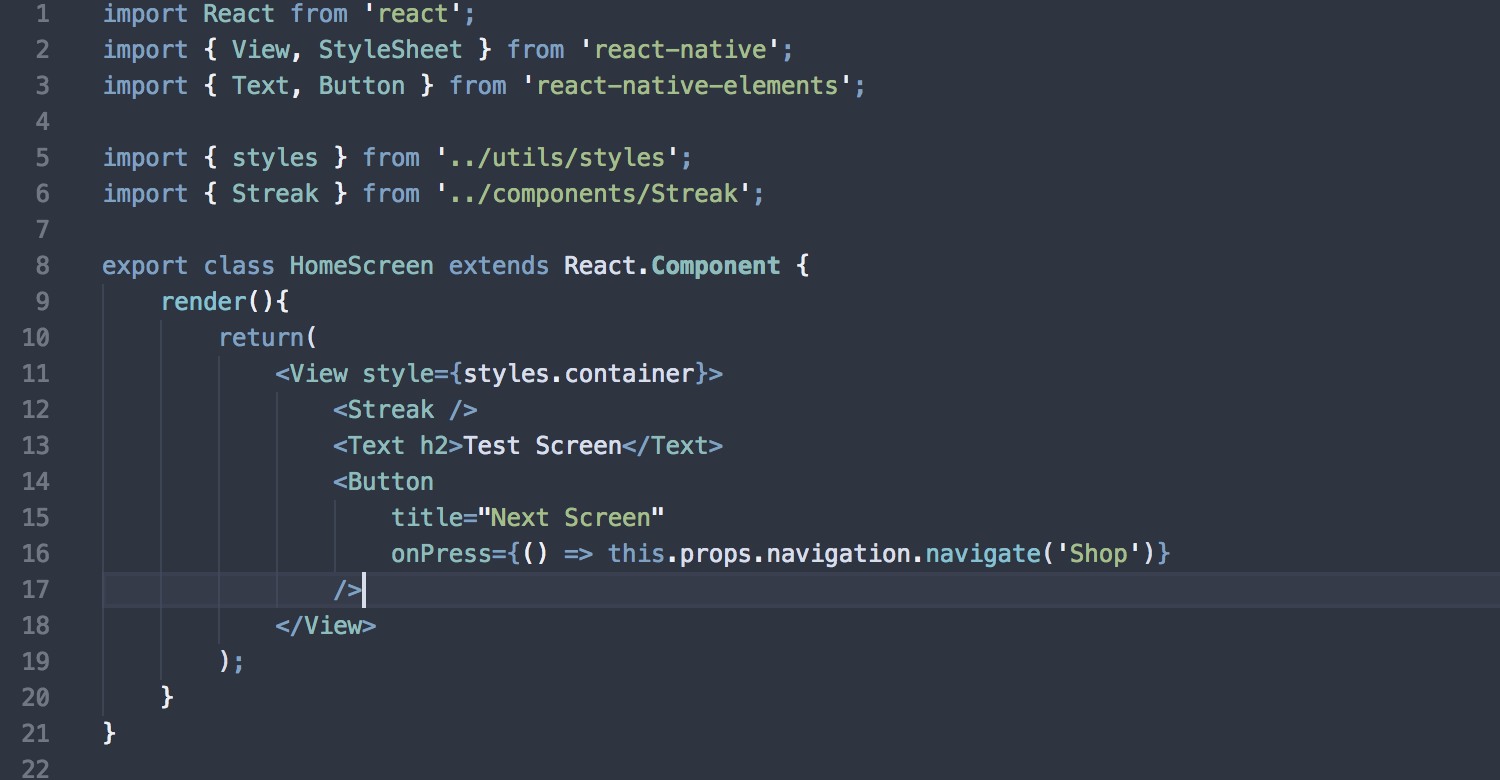 1 import React from 'react';
2 import { View, StyleSheet } from 'react-native';
3 import { Text, Button } from 'react-native-elements';
4
5 import { styles } from '../utils/styles';
6 import { Streak } from '../components/Streak';
7
8 export class HomeScreen extends React.Component {
9     render(){
10         return(
11             <View style={styles.container}>
12                 <Streak />
13                 <Text h2>Test Screen</Text>
14                 <Button
15                     title="Next Screen"
16                     onPress={() => this.props.navigation.navigate('Shop')}
17                 />
18             </View>
19         );
20     }
21 }
22